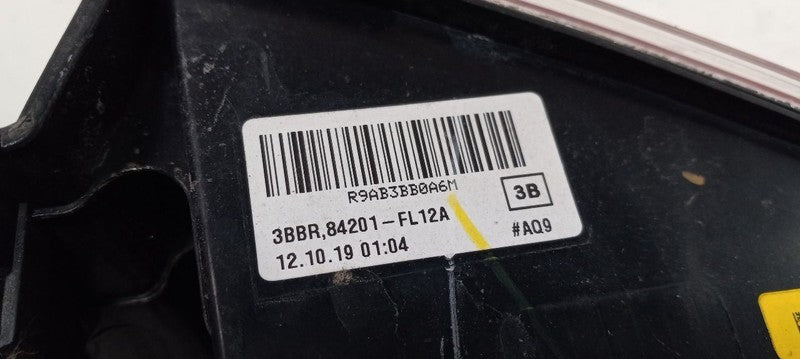 R9AB3BB0A6M
3B
3BBR,84201-FL12A
#AQ9
12.10.19 01:04